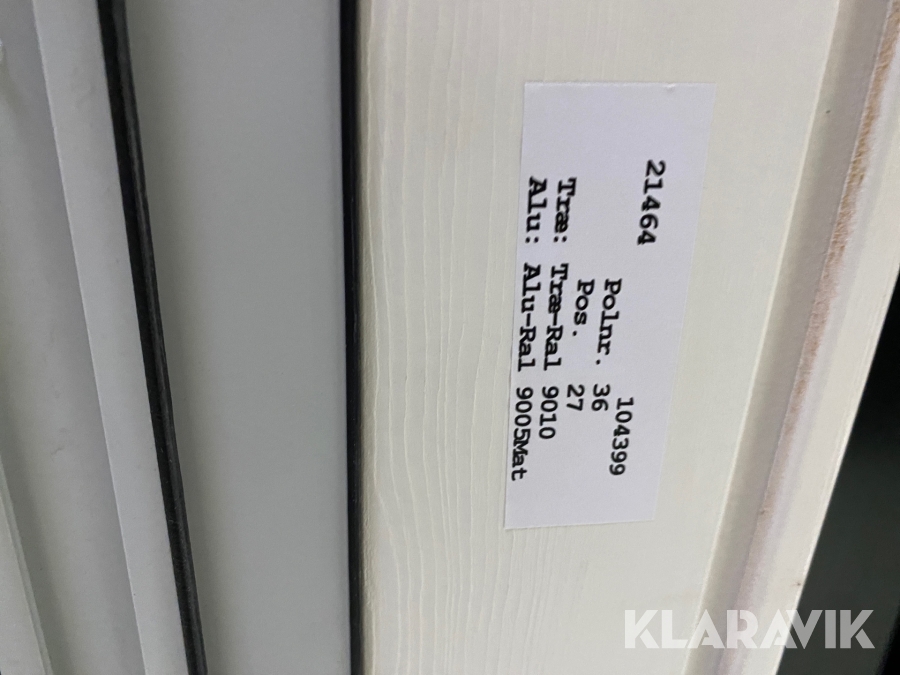 21464
104399
Polnr. 36
Pos. 27
Træ: Træ-Ral 9010
Alu: Alu-Ral 9005Mat
KLARAVIK